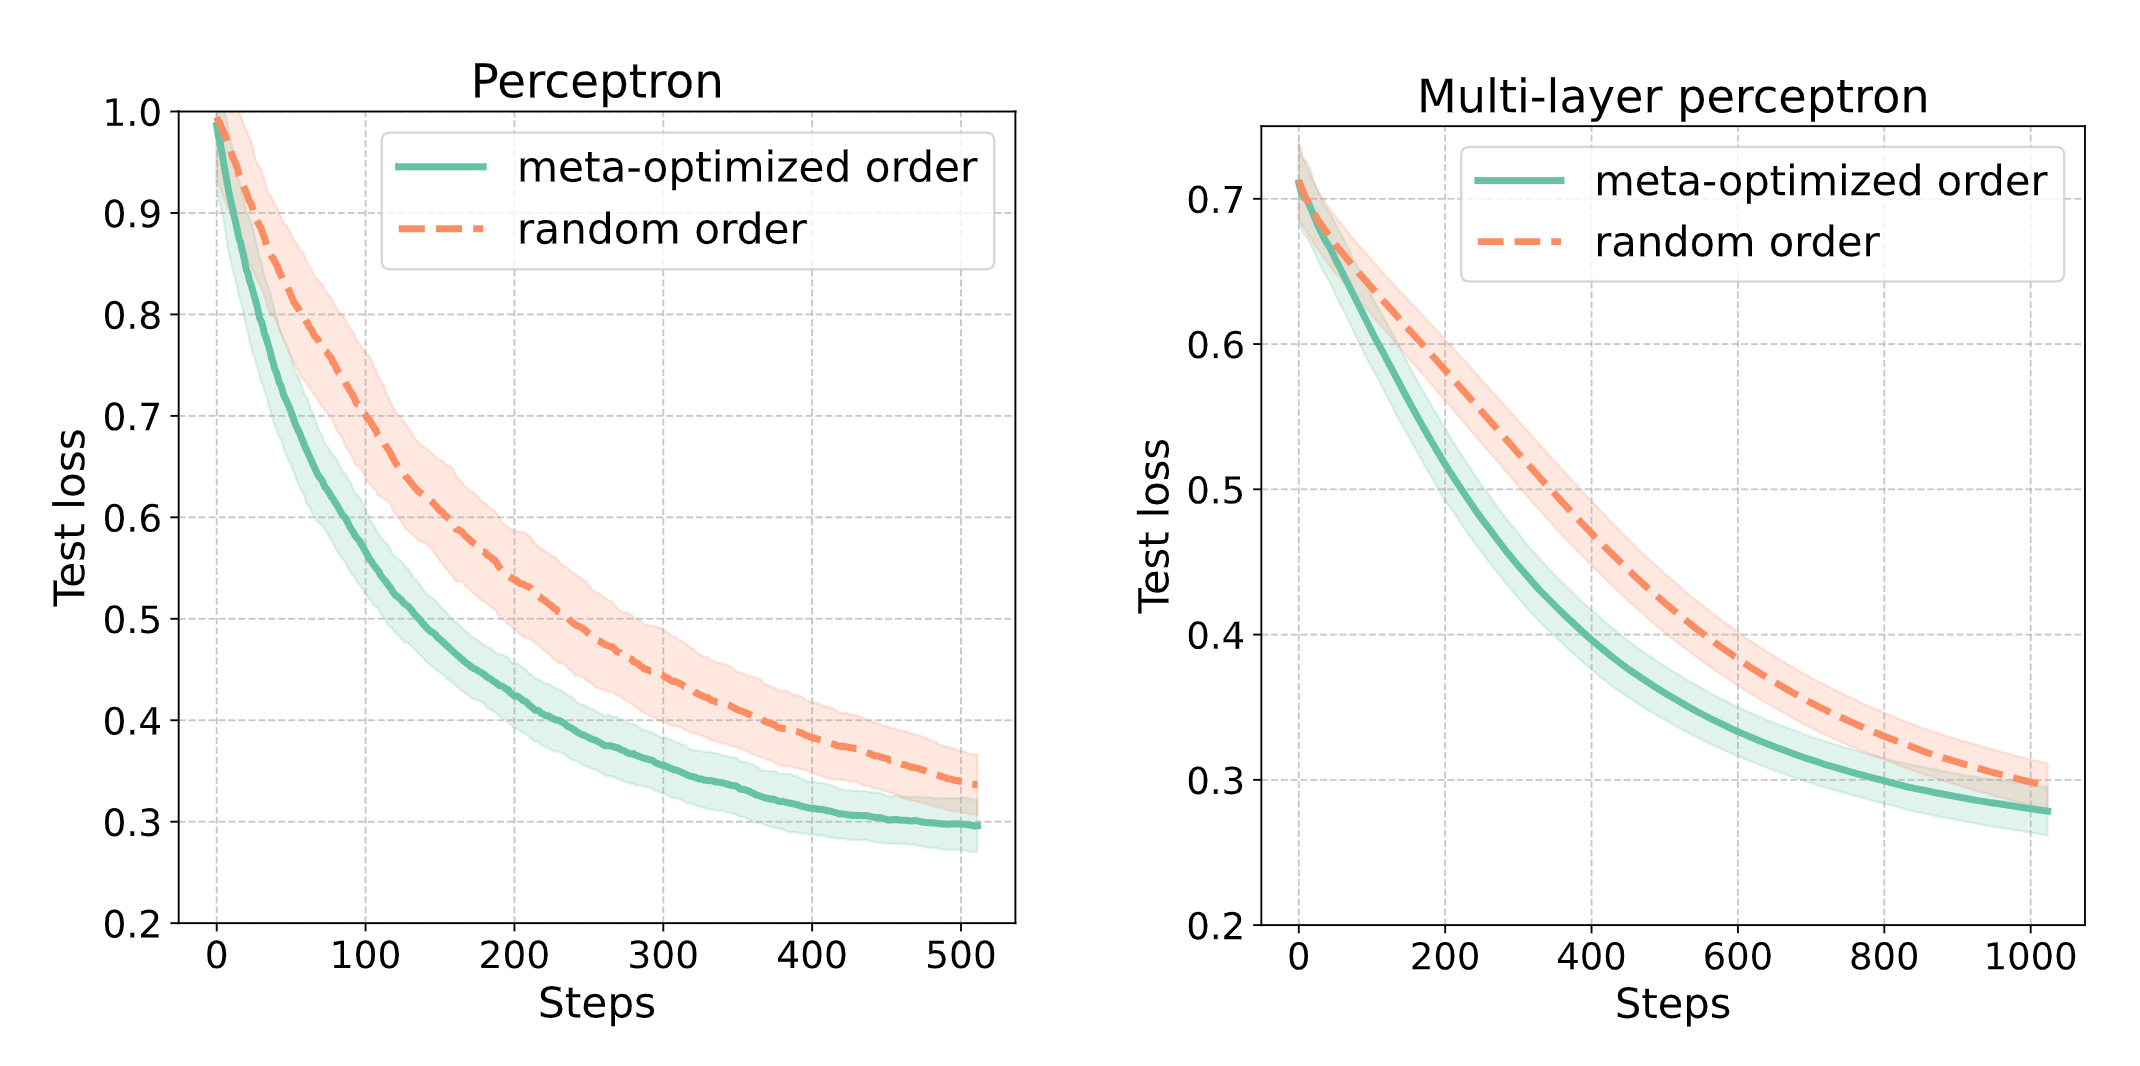 Perceptron
1.0
0.9
0.8
0.7
0.6
0.5
0.4
0.3
0.2
Test loss
meta-optimized order
random order
0 100 200 300 400 500
Steps
Multi-layer perceptron
0.7
0.6
0.5
0.4
0.3
0.2
Test loss
meta-optimized order
random order
0 200 400 600 800 1000
Steps